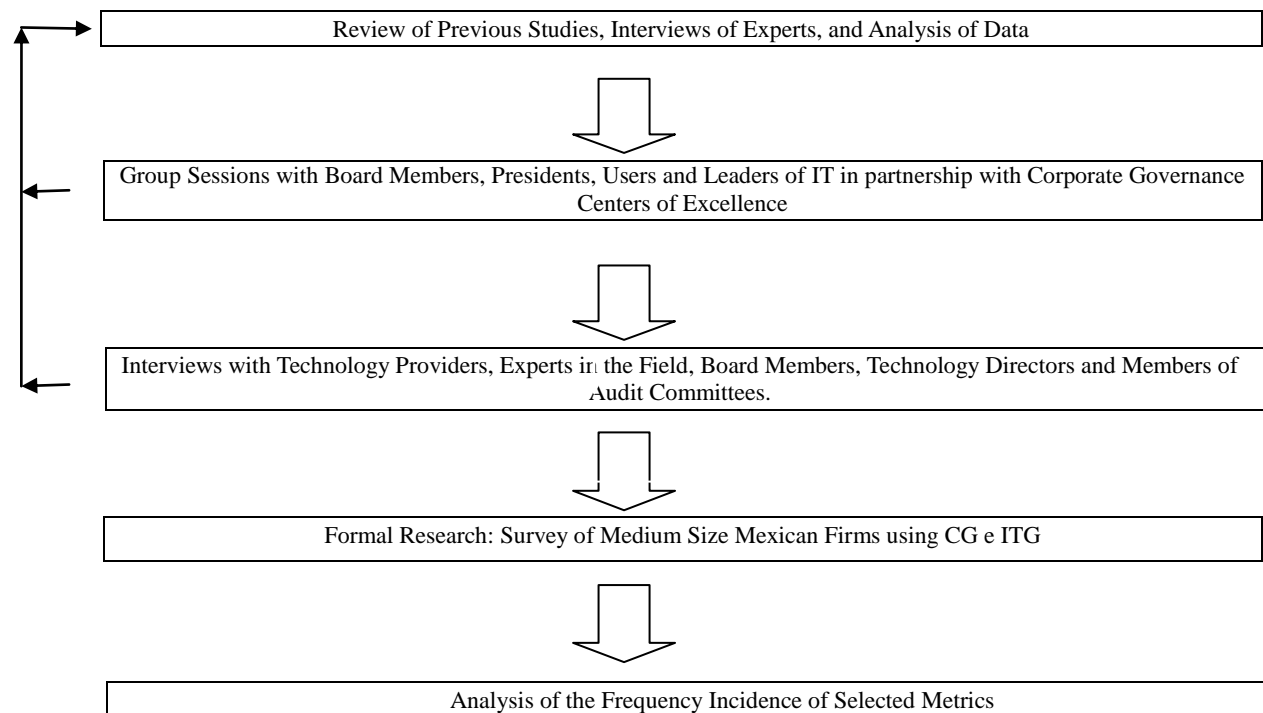 Review of Previous Studies, Interviews of Experts, and Analysis of Data
Group Sessions with Board Members, Presidents, Users and Leaders of IT in partnership with Corporate Governance
Centers of Excellence
Interviews with Technology Providers, Experts in the Field, Board Members, Technology Directors and Members of
Audit Committees.
Formal Research: Survey of Medium Size Mexican Firms using CG e ITG
Analysis of the Frequency Incidence of Selected Metrics